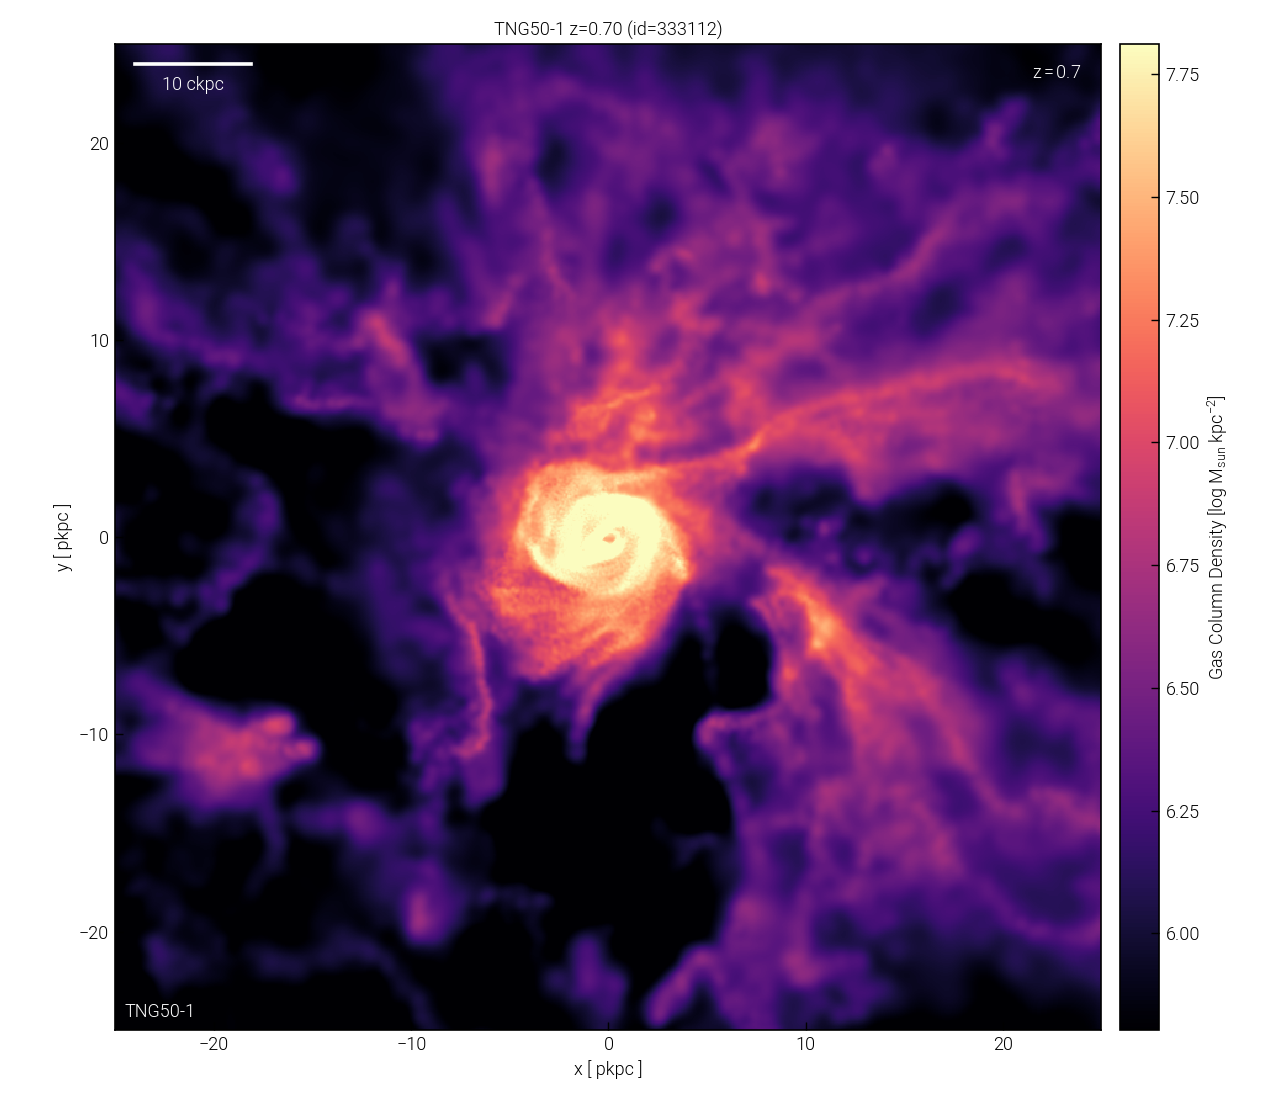 TNG50-1 z=0.70 (id=333112)
10 ckpc
z=0.7
TNG50-1
20
10
0
−10
−20
y [ pkpc ]
−20
−10
0
10
20
x [ pkpc ]
7.75
7.50
7.25
7.00
6.75
6.50
6.25
6.00
Gas Column Density [log M_sun kpc^−2]